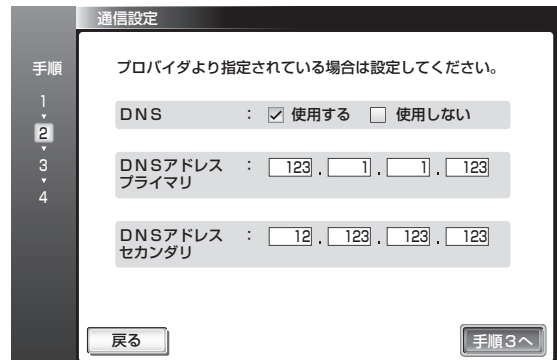 通信設定
手順
1
2
3
4
プロバイダより指定されている場合は設定してください。
DNS : 使用する 使用しない
DNSアドレス プライマリ : 123 . 1 . 1 . 123
DNSアドレス セカンダリ : 12 . 123 . 123 . 123
戻る
手順3へ